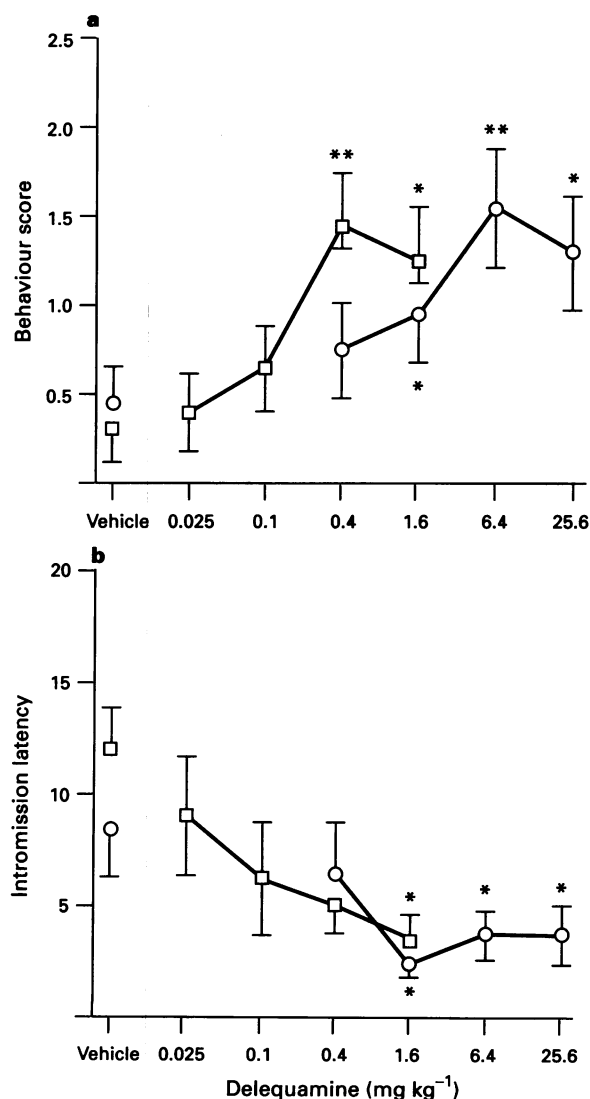 a
2.5
2.0
1.5
1.0
0.5
Behaviour score
** * ** *
*
Vehicle 0.025 0.1 0.4 1.6 6.4 25.6
b
20
15
10
5
Intromission latency
* * *
*
Vehicle 0.025 0.1 0.4 1.6 6.4 25.6
Delequamine (mg kg⁻¹)